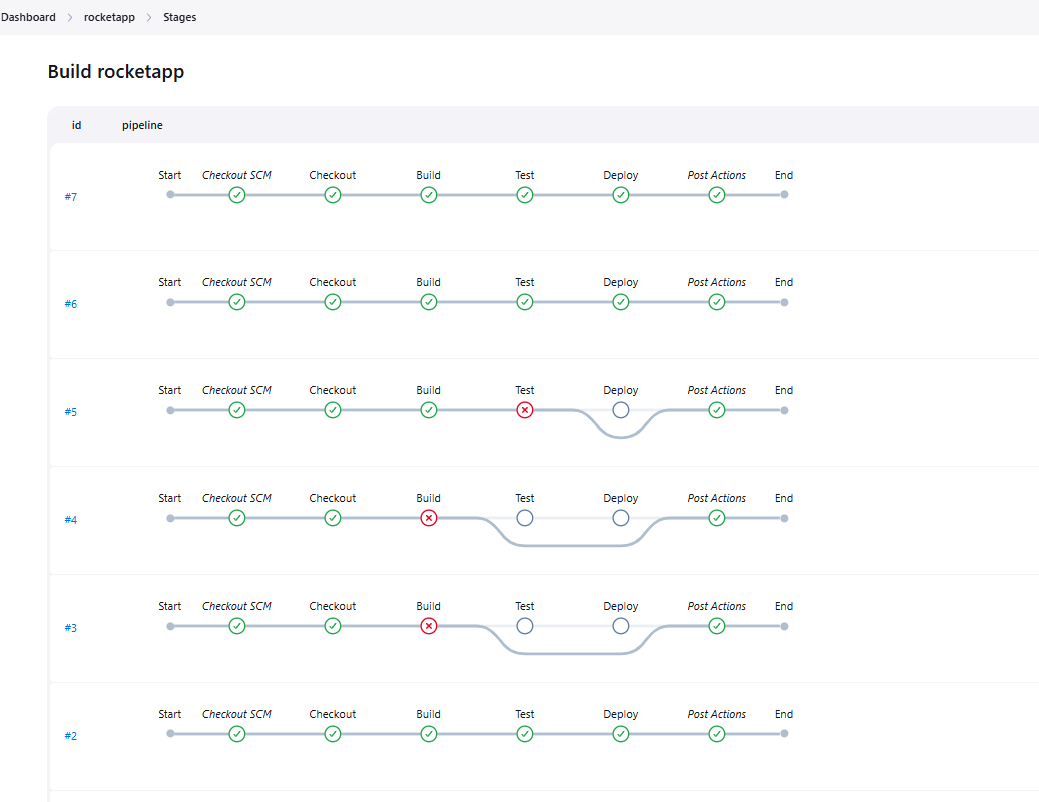 Dashboard > rocketapp > Stages
Build rocketapp
id pipeline
Start Checkout SCM Checkout Build Test Deploy Post Actions End
#7
Start Checkout SCM Checkout Build Test Deploy Post Actions End
#6
Start Checkout SCM Checkout Build Test Deploy Post Actions End
#5
Start Checkout SCM Checkout Build Test Deploy Post Actions End
#4
Start Checkout SCM Checkout Build Test Deploy Post Actions End
#3
Start Checkout SCM Checkout Build Test Deploy Post Actions End
#2